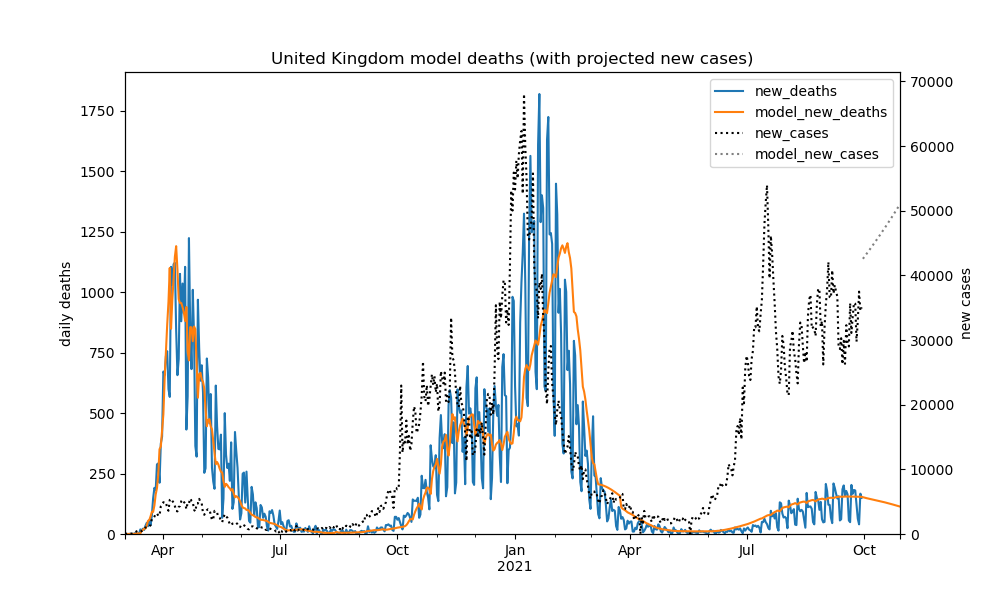 United Kingdom model deaths (with projected new cases)
new_deaths
model_new_deaths
new_cases
model_new_cases
daily deaths
1750
1500
1250
1000
750
500
250
0
70000
60000
50000
40000
30000
20000
10000
0
new cases
Apr Jul Oct Jan Apr Jul Oct
2021